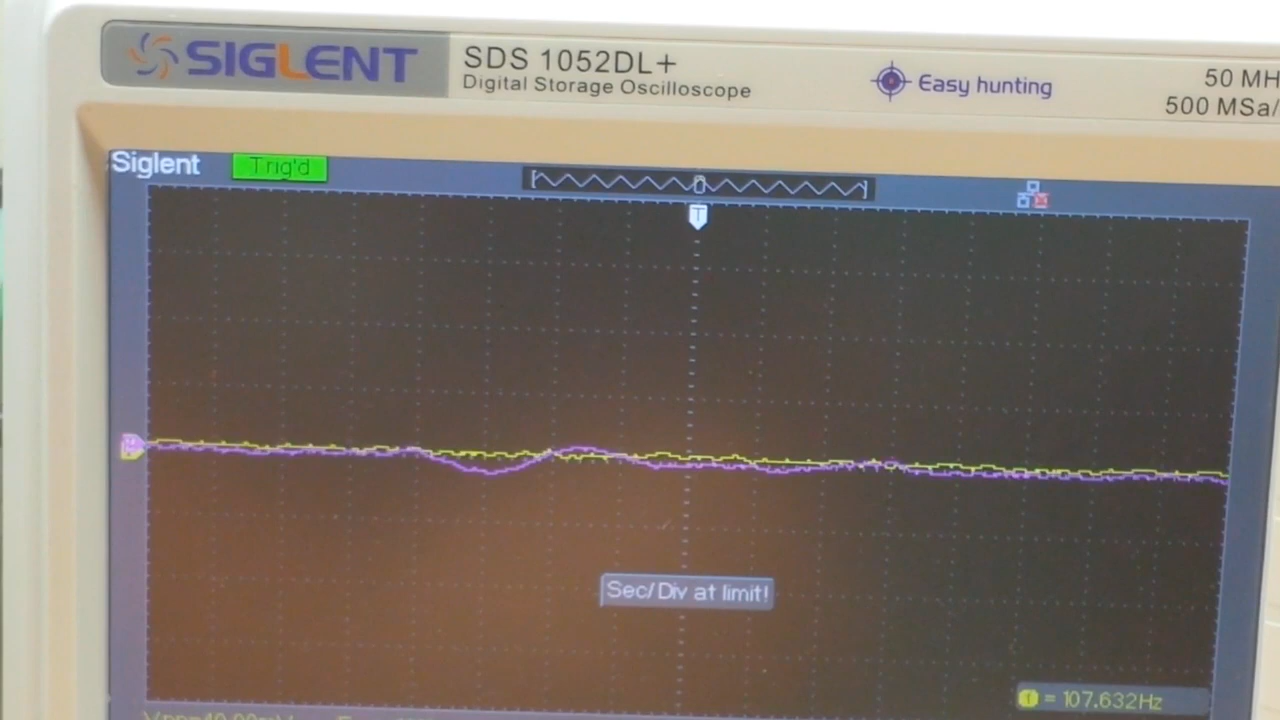 SIGLENT
SDS 1052DL+
Digital Storage Oscilloscope
Easy hunting
50 MH
500 MSa/
Siglent
Trig'd
T
Sec/Div at limit!
1 = 107.632Hz